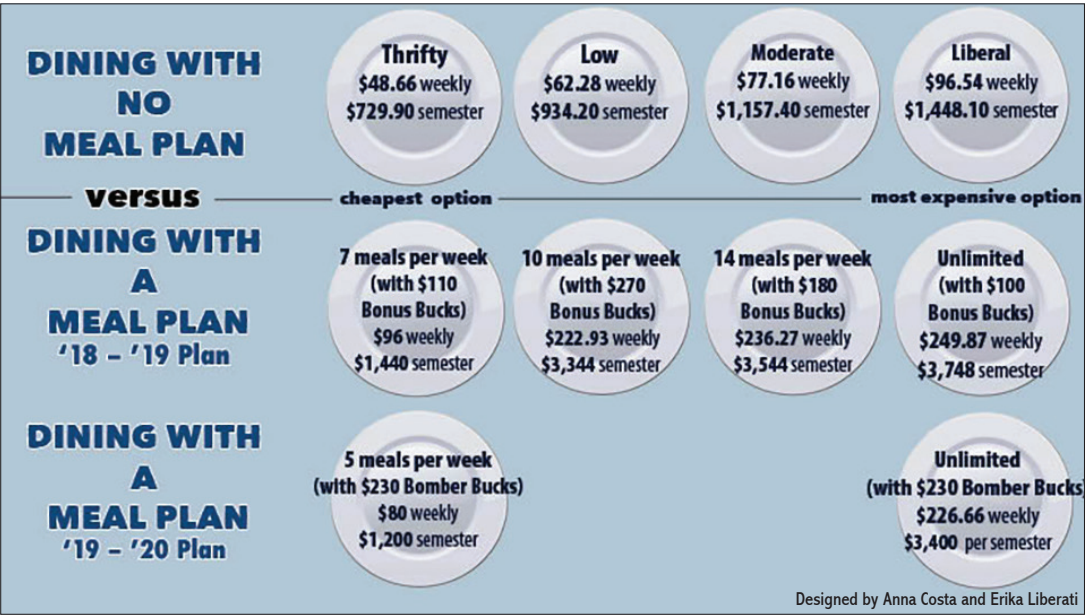 DINING WITH
NO
MEAL PLAN
Thrifty
$48.66 weekly
$729.90 semester
Low
$62.28 weekly
$934.20 semester
Moderate
$77.16 weekly
$1,157.40 semester
Liberal
$96.54 weekly
$1,448.10 semester
versus
cheapest option
most expensive option
DINING WITH
A
MEAL PLAN
‘18 – ’19 Plan
7 meals per week
(with $110
Bonus Bucks)
$96 weekly
$1,440 semester
10 meals per week
(with $270
Bonus Bucks)
$222.93 weekly
$3,344 semester
14 meals per week
(with $180
Bonus Bucks)
$236.27 weekly
$3,544 semester
Unlimited
(with $100
Bonus Bucks)
$249.87 weekly
$3,748 semester
DINING WITH
A
MEAL PLAN
‘19 – ’20 Plan
5 meals per week
(with $230 Bomber Bucks)
$80 weekly
$1,200 semester
Unlimited
(with $230 Bomber Bucks)
$226.66 weekly
$3,400 per semester
Designed by Anna Costa and Erika Liberati